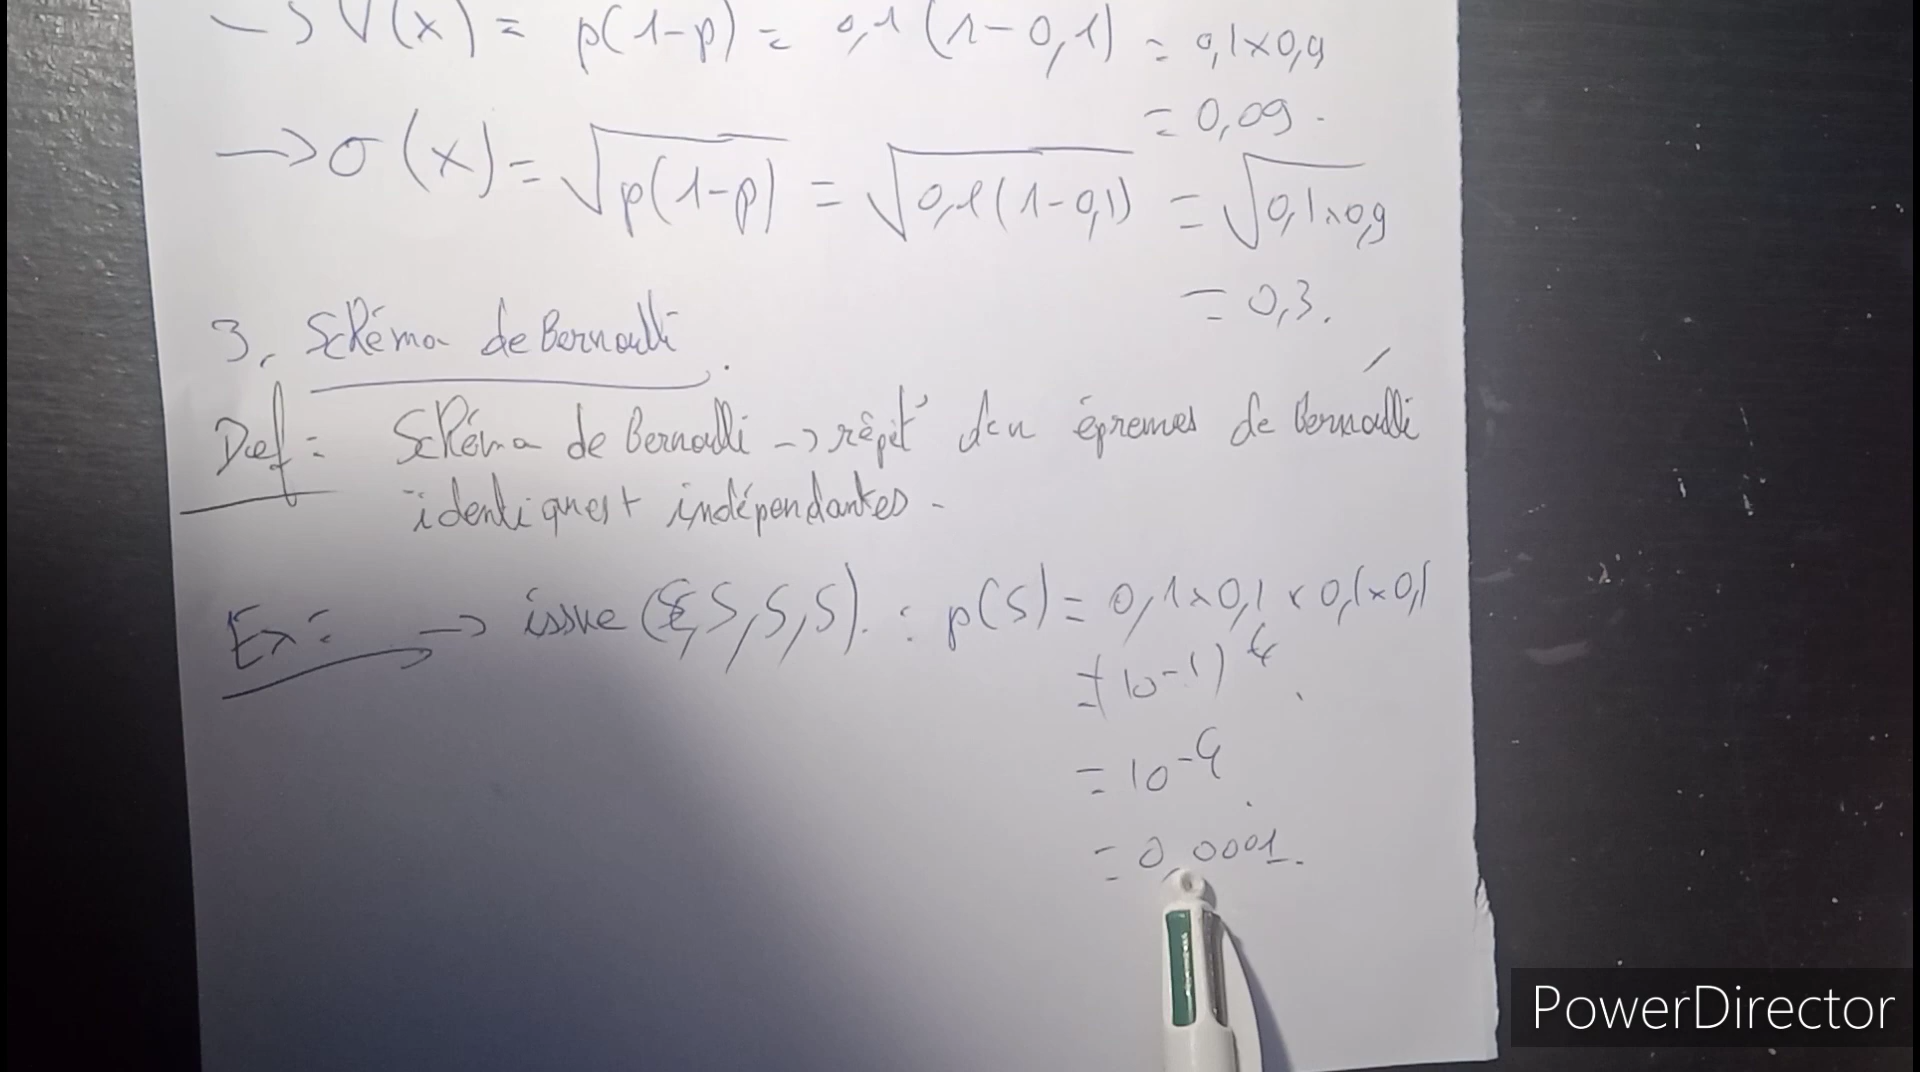 → V(x) = p(1-p) = 0,1 (1-0,1) = 0,1×0,9
= 0,09.
→ σ(x) = √p(1-p) = √0,1(1-0,1) = √0,1×0,9
= 0,3.
3, Schéma de Bernoulli.
Def: Schéma de Bernoulli → répét° de n épreuves de Bernoulli
identiques + indépendantes.
Ex: → issue (S,S,S,S). : p(S) = 0,1×0,1×0,1×0,1
= (10-1)4
= 10-4
= 0,0001.
PowerDirector